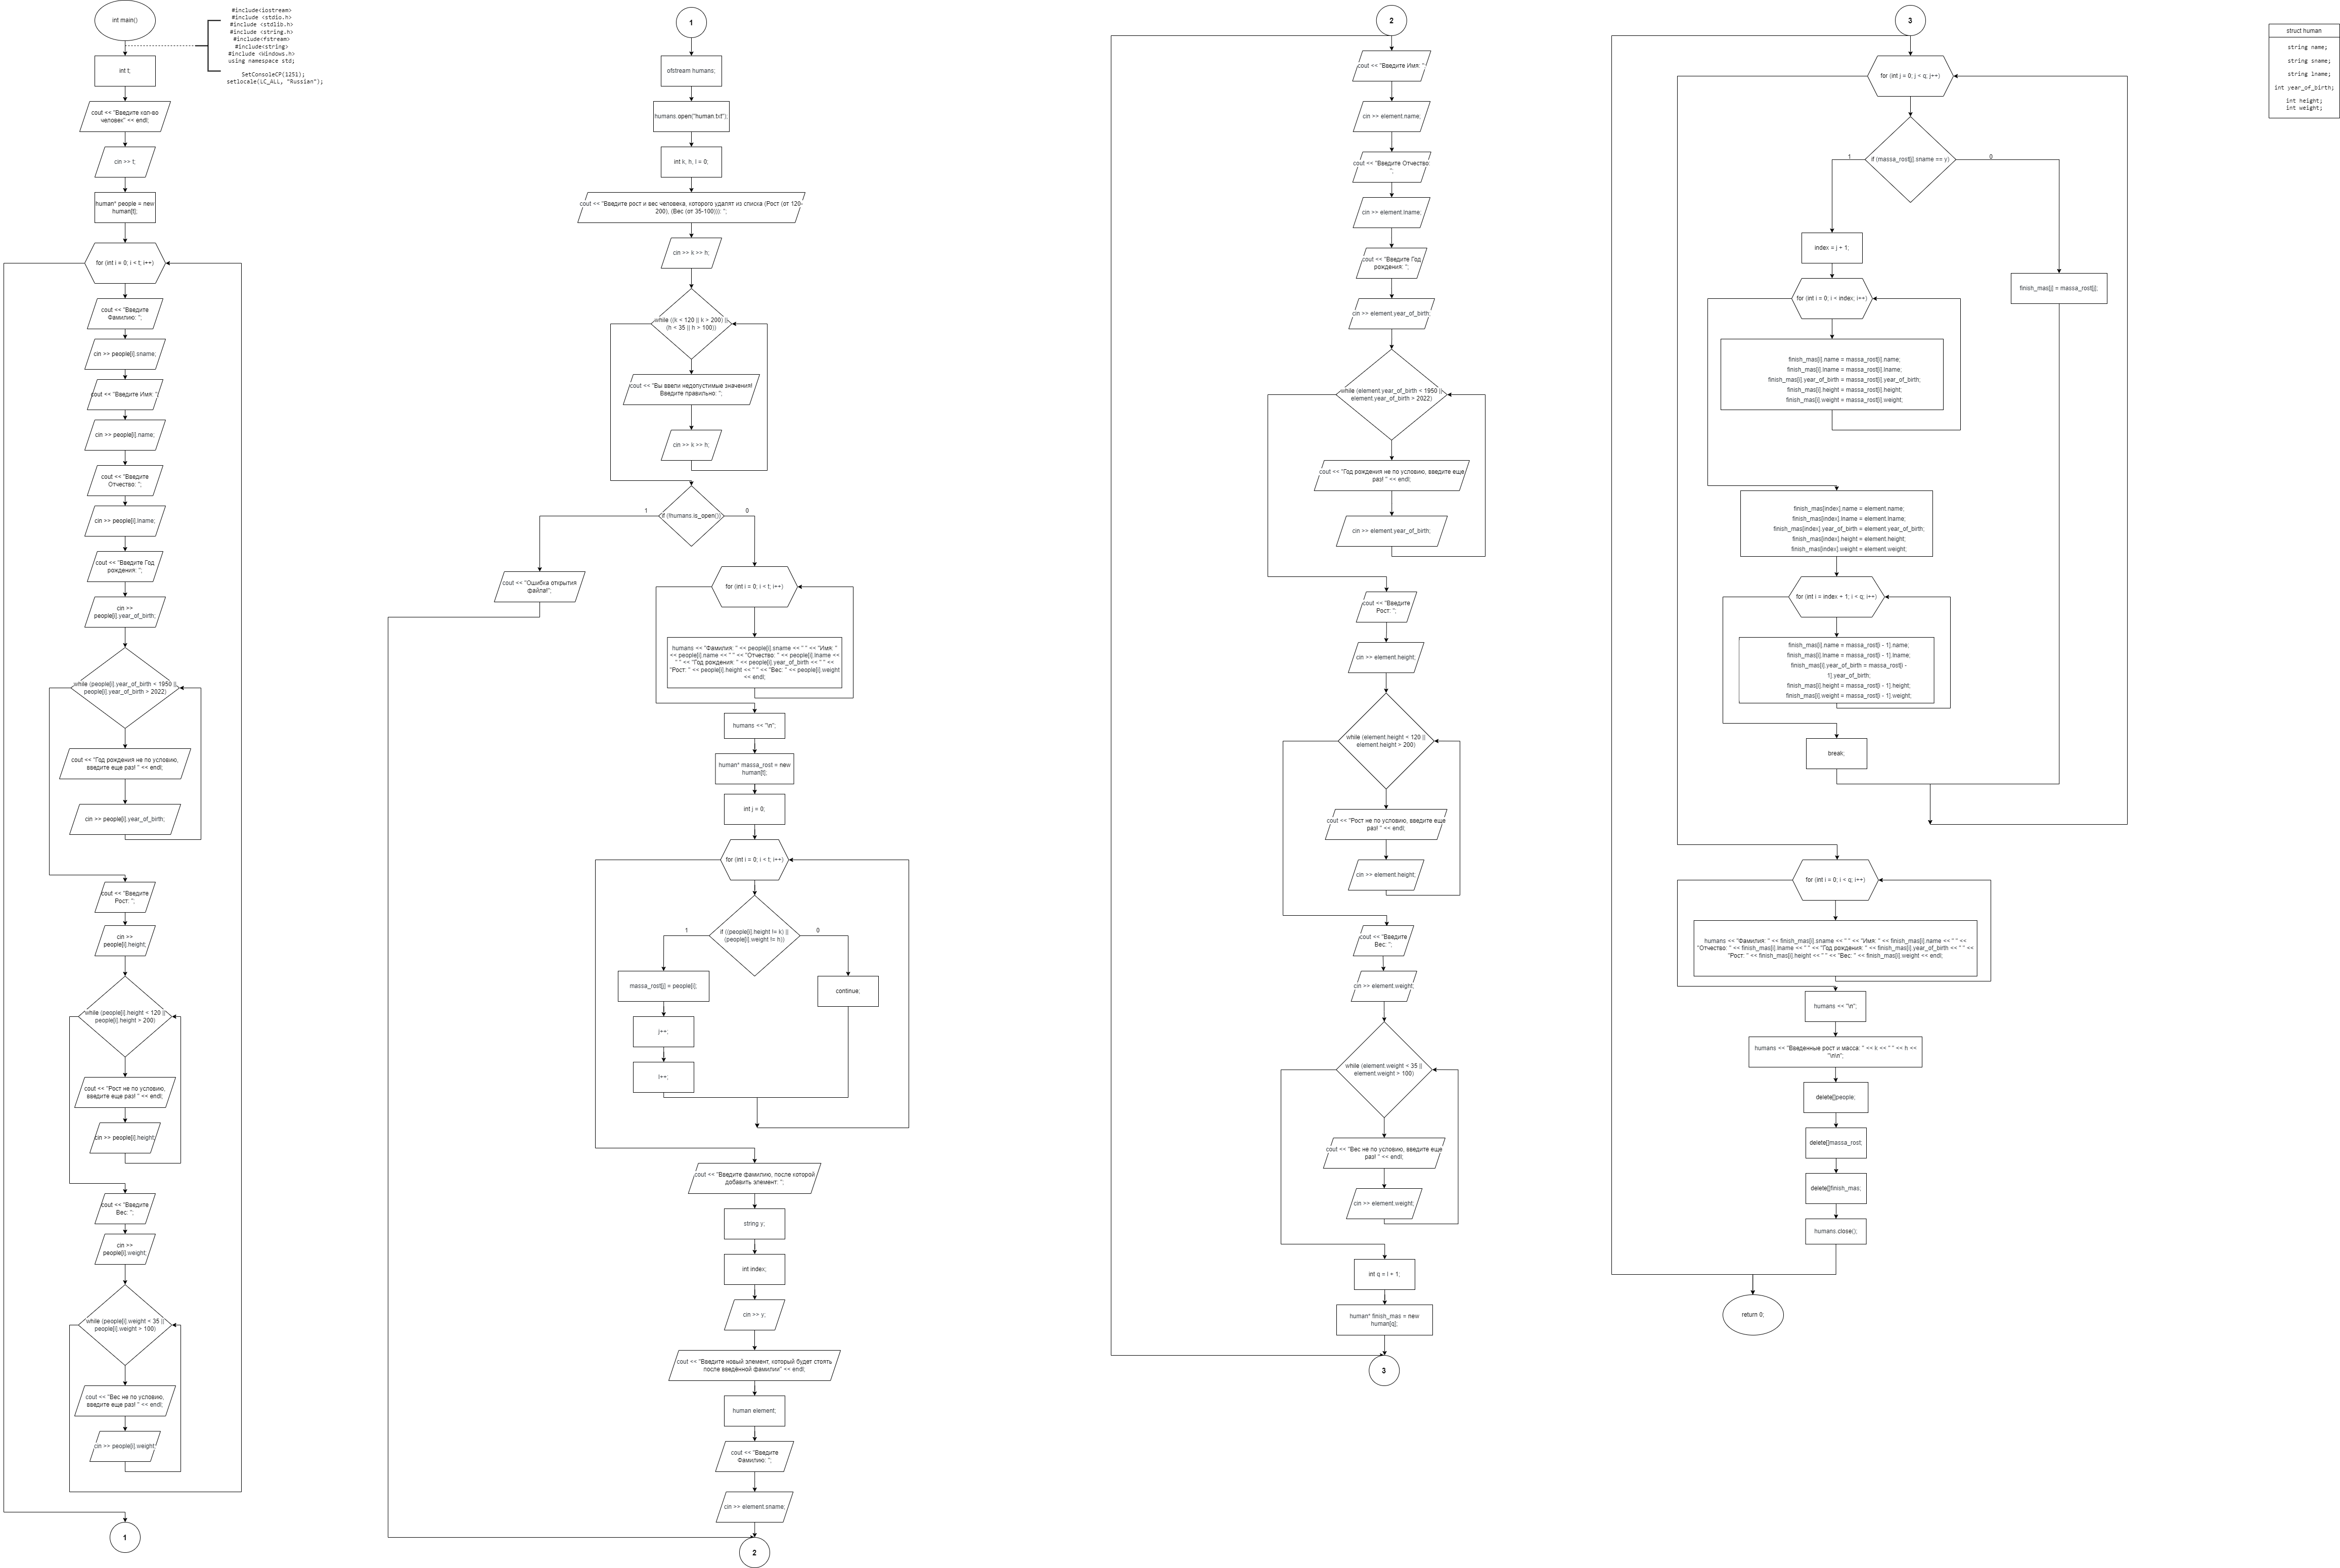 int main()
#include<iostream>
#include <stdio.h>
#include <stdlib.h>
#include <string.h>
#include<fstream>
#include<string>
#include <Windows.h>
using namespace std;
SetConsoleCP(1251);
setlocale(LC_ALL, "Russian");
int t;
cout << "Введите кол-во
человек" << endl;
cin >> t;
human* people = new
human[t];
for (int i = 0; i < t; i++)
cout << "Введите
Фамилию: ";
cin >> people[i].sname;
cout << "Введите Имя: ";
cin >> people[i].name;
cout << "Введите
Отчество: ";
cin >> people[i].lname;
cout << "Введите Год
рождения: ";
cin >>
people[i].year_of_birth;
while (people[i].year_of_birth < 1950 ||
people[i].year_of_birth > 2022)
cout << "Год рождения не по условию,
введите еще раз! " << endl;
cin >> people[i].year_of_birth;
cout << "Введите
Рост: ";
cin >>
people[i].height;
while (people[i].height < 120 ||
people[i].height > 200)
cout << "Рост не по условию,
введите еще раз! " << endl;
cin >> people[i].height;
cout << "Введите
Вес: ";
cin >>
people[i].weight;
while (people[i].weight < 35 ||
people[i].weight > 100)
cout << "Вес не по условию,
введите еще раз! " << endl;
cin >> people[i].weight;
1
1
ofstream humans;
humans.open("human.txt");
int k, h, l = 0;
cout << "Введите рост и вес человека, которого удалят из списка (Рост (от 120-
200), (Вес (от 35-100))): ";
cin >> k >> h;
while ((k < 120 || k > 200) ||
(h < 35 || h > 100))
cout << "Вы ввели недопустимые значения!
Введите правильно: ";
cin >> k >> h;
if (!humans.is_open())
1
0
cout << "Ошибка открытия
файла!";
for (int i = 0; i < t; i++)
humans << "Фамилия: " << people[i].sname << " " << "Имя: "
<< people[i].name << " " << "Отчество: " << people[i].lname <<
" " << "Год рождения: " << people[i].year_of_birth << " " <<
"Рост: " << people[i].height << " " << "Вес: " << people[i].weight
<< endl;
humans << "\n";
human* massa_rost = new
human[t];
int j = 0;
for (int i = 0; i < t; i++)
if ((people[i].height != k) ||
(people[i].weight != h))
1
0
massa_rost[j] = people[i];
continue;
j++;
l++;
cout << "Введите фамилию, после которой
добавить элемент: ";
string y;
int index;
cin >> y;
cout << "Введите новый элемент, который будет стоять
после введённой фамилии" << endl;
human element;
cout << "Введите
Фамилию: ";
cin >> element.sname;
2
2
cout << "Введите Имя: ";
cin >> element.name;
cout << "Введите Отчество:
";
cin >> element.lname;
cout << "Введите Год
рождения: ";
cin >> element.year_of_birth;
while (element.year_of_birth < 1950 ||
element.year_of_birth > 2022)
cout << "Год рождения не по условию, введите еще
раз! " << endl;
cin >> element.year_of_birth;
cout << "Введите
Рост: ";
cin >> element.height;
while (element.height < 120 ||
element.height > 200)
cout << "Рост не по условию, введите еще
раз! " << endl;
cin >> element.height;
cout << "Введите
Вес: ";
cin >> element.weight;
while (element.weight < 35 ||
element.weight > 100)
cout << "Вес не по условию, введите еще
раз! " << endl;
cin >> element.weight;
int q = l + 1;
human* finish_mas = new
human[q];
3
3
for (int j = 0; j < q; j++)
if (massa_rost[j].sname == y)
1
0
index = j + 1;
finish_mas[j] = massa_rost[j];
for (int i = 0; i < index; i++)
finish_mas[i].name = massa_rost[i].name;
finish_mas[i].lname = massa_rost[i].lname;
finish_mas[i].year_of_birth = massa_rost[i].year_of_birth;
finish_mas[i].height = massa_rost[i].height;
finish_mas[i].weight = massa_rost[i].weight;
finish_mas[index].name = element.name;
finish_mas[index].lname = element.lname;
finish_mas[index].year_of_birth = element.year_of_birth;
finish_mas[index].height = element.height;
finish_mas[index].weight = element.weight;
for (int i = index + 1; i < q; i++)
finish_mas[i].name = massa_rost[i - 1].name;
finish_mas[i].lname = massa_rost[i - 1].lname;
finish_mas[i].year_of_birth = massa_rost[i -
1].year_of_birth;
finish_mas[i].height = massa_rost[i - 1].height;
finish_mas[i].weight = massa_rost[i - 1].weight;
break;
for (int i = 0; i < q; i++)
humans << "Фамилия: " << finish_mas[i].sname << " " << "Имя: " << finish_mas[i].name << " " <<
"Отчество: " << finish_mas[i].lname << " " << "Год рождения: " << finish_mas[i].year_of_birth << " " <<
"Рост: " << finish_mas[i].height << " " << "Вес: " << finish_mas[i].weight << endl;
humans << "\n";
humans << "Введенные рост и масса: " << k << " " << h <<
"\n\n";
delete[]people;
delete[]massa_rost;
delete[]finish_mas;
humans.close();
return 0;
struct human
string name;
string sname;
string lname;
int year_of_birth;
int height;
int weight;